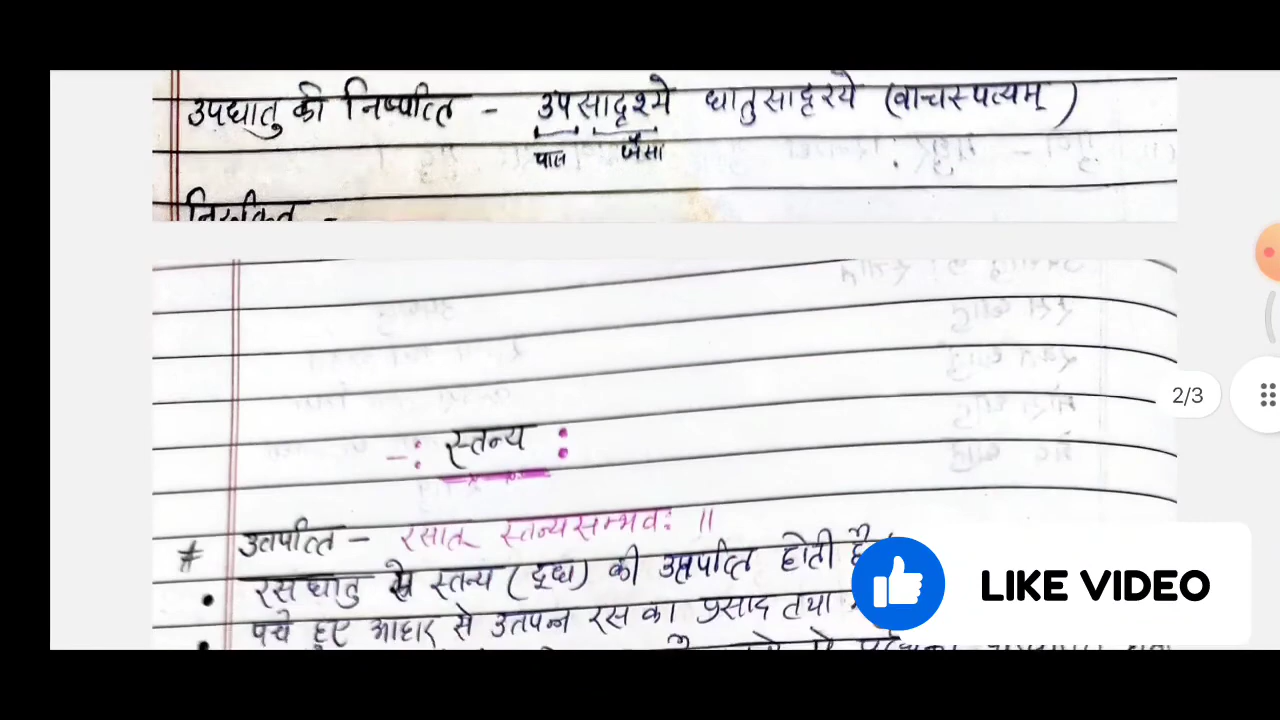 उपधातु की निष्पत्ति - उपसादृश्ये धातुसादृश्ये (वाचस्पत्यम्)
पास जैसा
निरुक्ति -
2/3
-: स्तन्य :
# उत्पत्ति - रसात् स्तन्यसम्भवः ॥
• रस धातु से स्तन्य (दूध) की उत्पत्ति होती है
• पचे हुए आहार से उत्पन्न रस का प्रसाद तथा
LIKE VIDEO